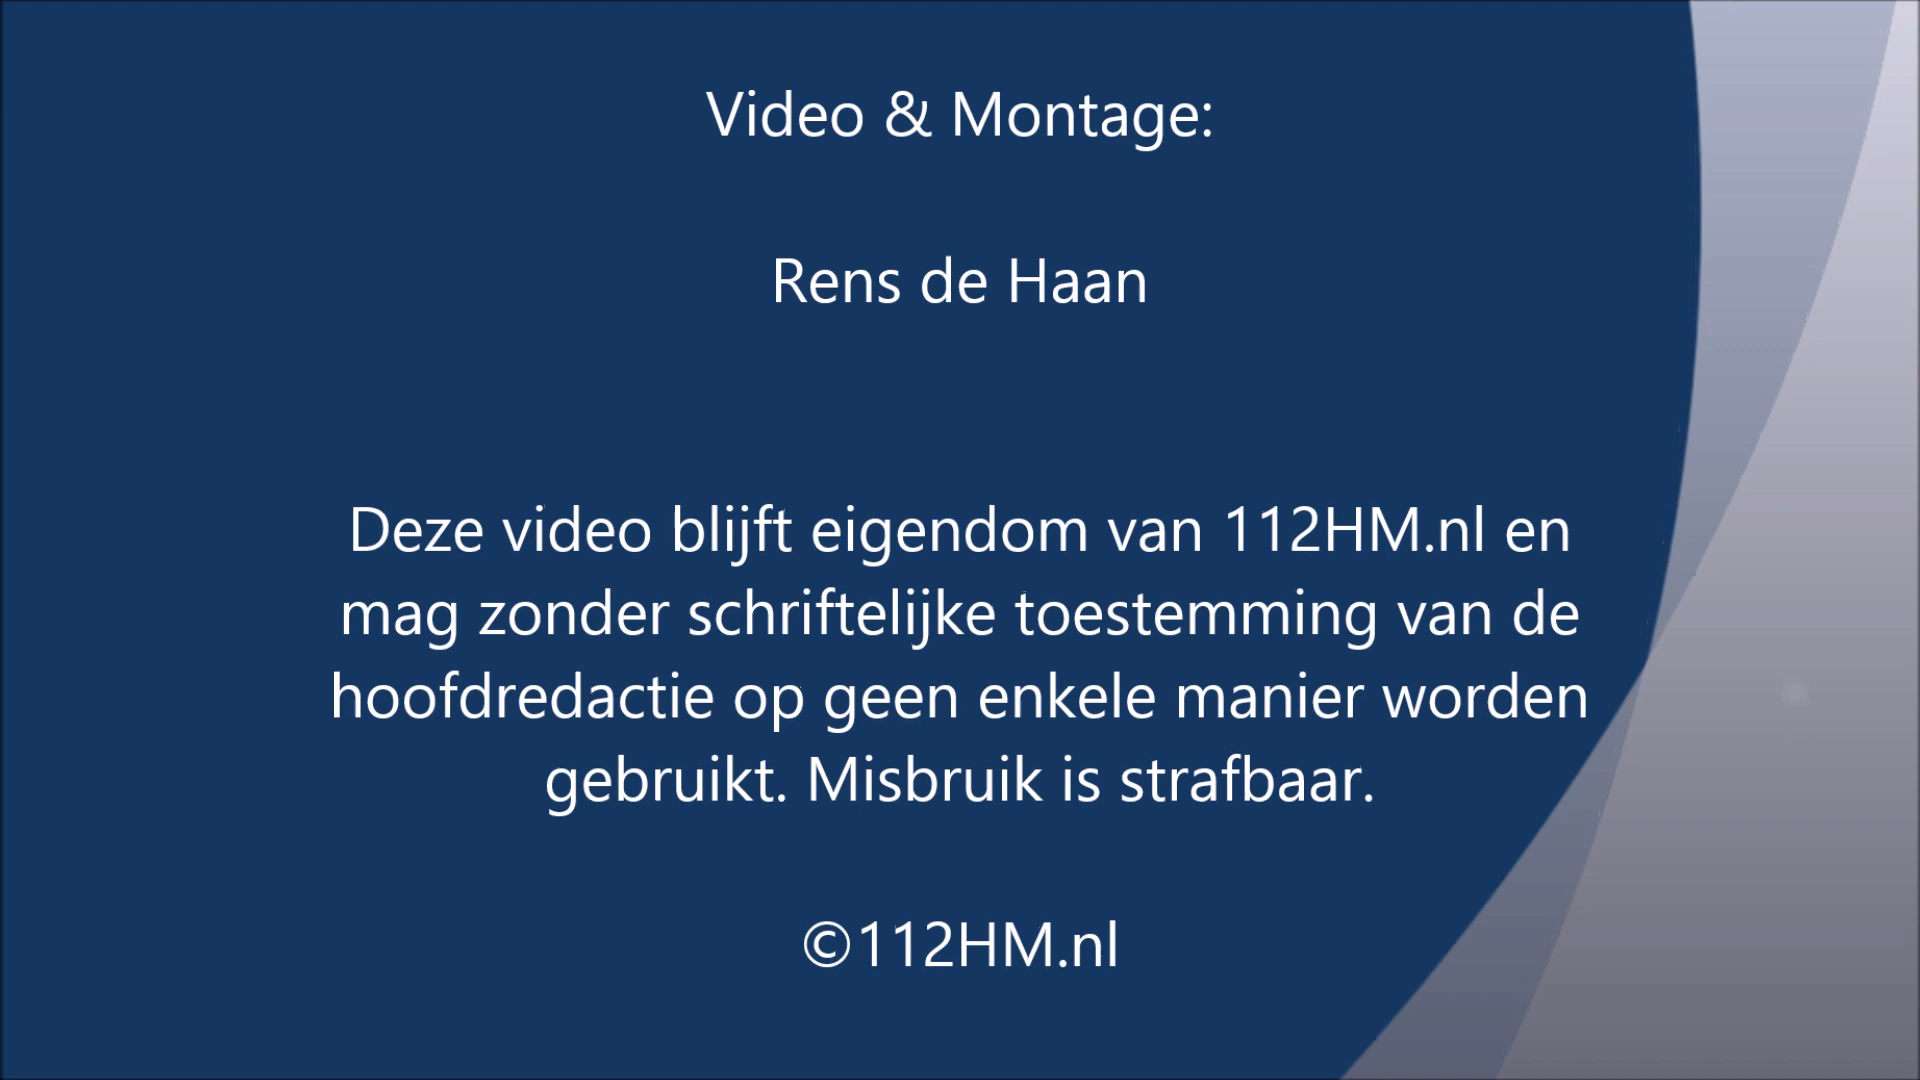 Video & Montage:
Rens de Haan
Deze video blijft eigendom van 112HM.nl en
mag zonder schriftelijke toestemming van de
hoofdredactie op geen enkele manier worden
gebruikt. Misbruik is strafbaar.
©112HM.nl